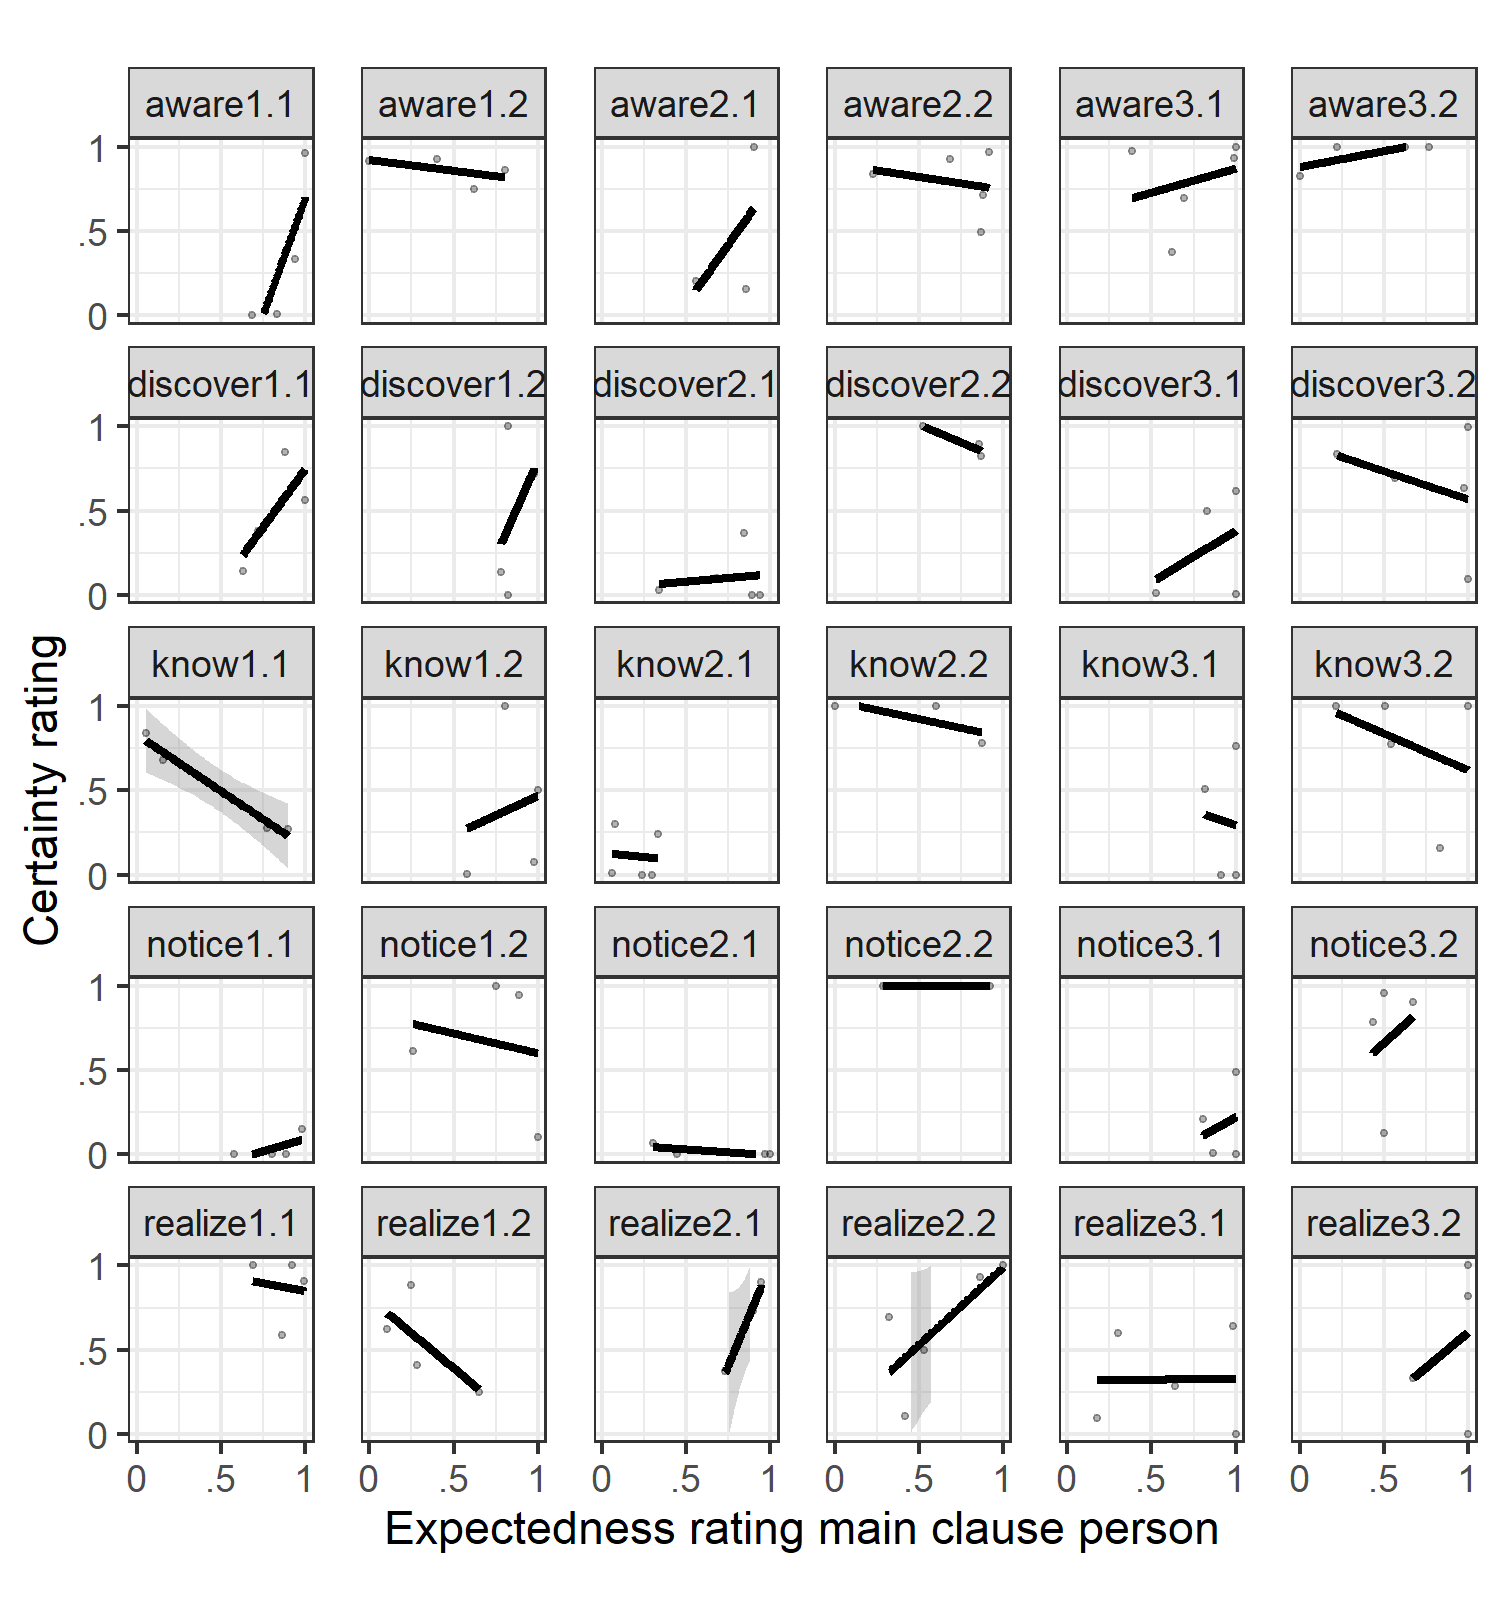 aware1.1 aware1.2 aware2.1 aware2.2 aware3.1 aware3.2
1
.5
0
discover1.1 discover1.2 discover2.1 discover2.2 discover3.1 discover3.2
1
.5
0
know1.1 know1.2 know2.1 know2.2 know3.1 know3.2
1
.5
0
notice1.1 notice1.2 notice2.1 notice2.2 notice3.1 notice3.2
1
.5
0
realize1.1 realize1.2 realize2.1 realize2.2 realize3.1 realize3.2
1
.5
0
0 .5 1 0 .5 1 0 .5 1 0 .5 1 0 .5 1 0 .5 1
Expectedness rating main clause person
Certainty rating